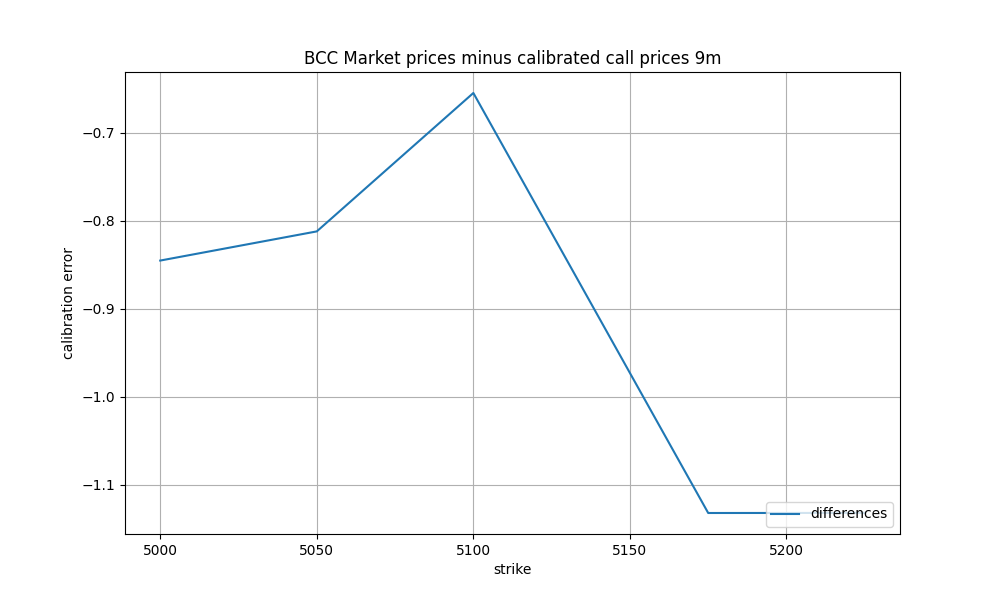 BCC Market prices minus calibrated call prices 9m
calibration error
−0.7
−0.8
−0.9
−1.0
−1.1
differences
5000 5050 5100 5150 5200
strike